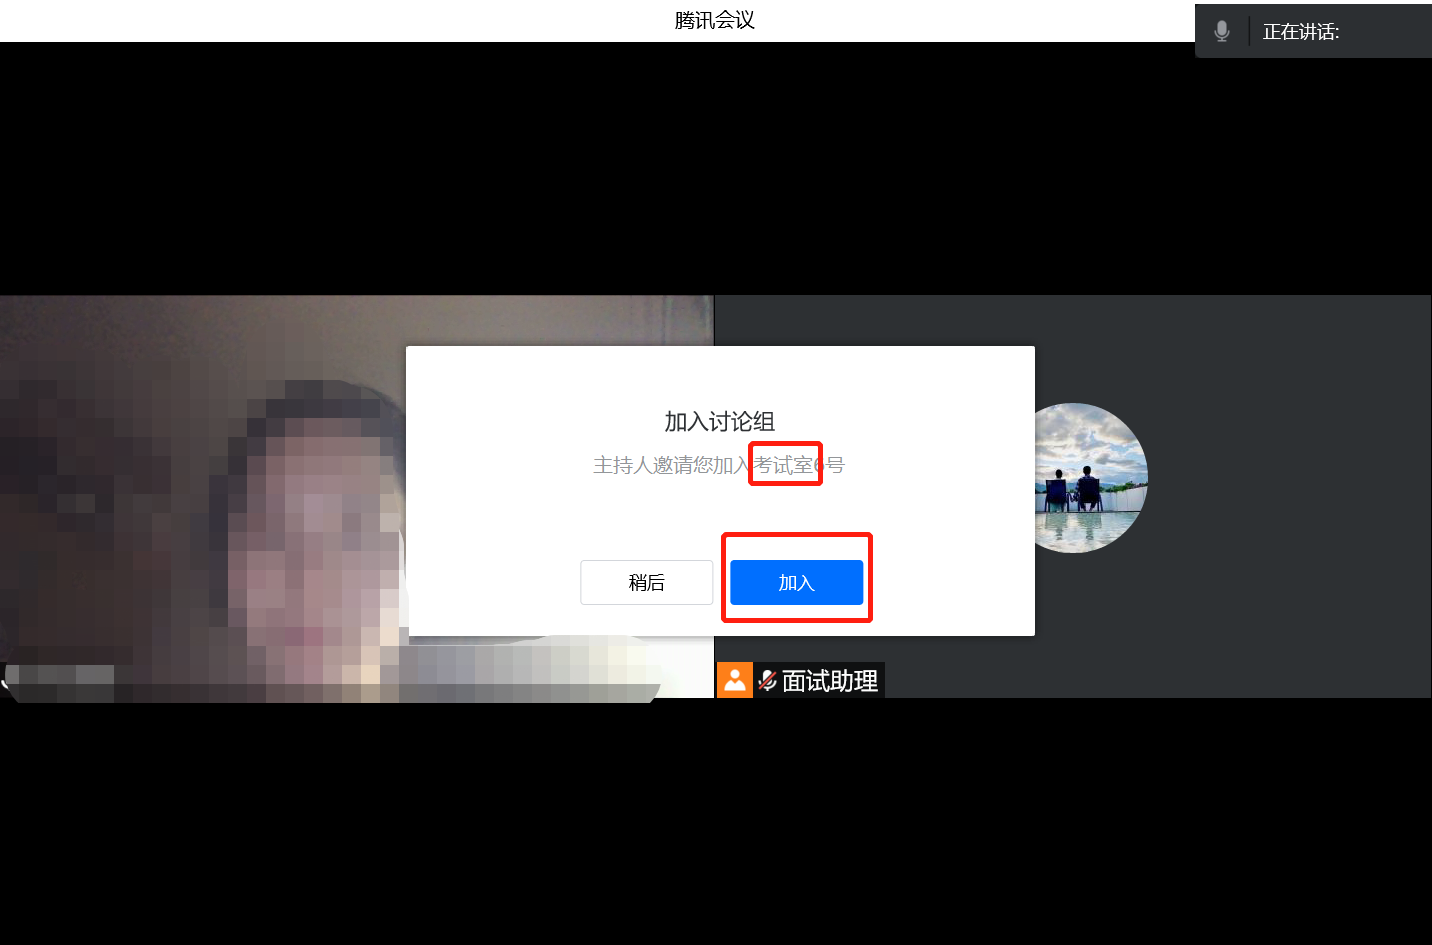 腾讯会议
正在讲话:
加入讨论组
主持人邀请您加入考试室6号
稍后
加入
面试助理